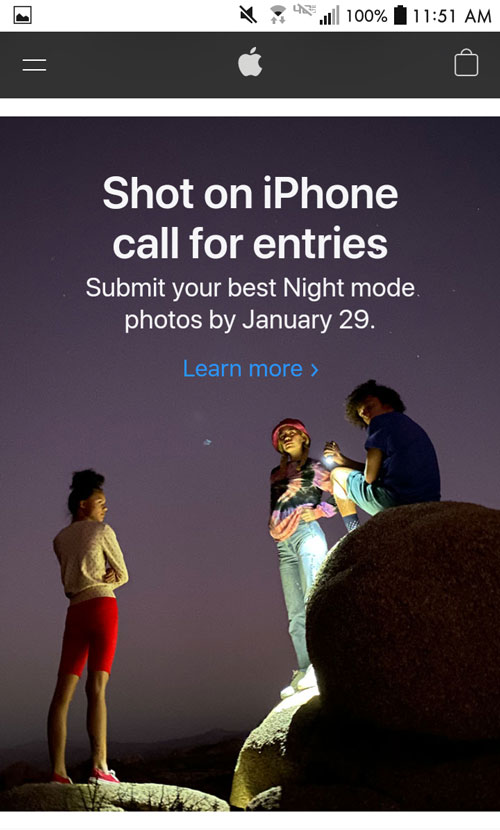 100% 11:51 AM
Shot on iPhone
call for entries
Submit your best Night mode
photos by January 29.
Learn more ›